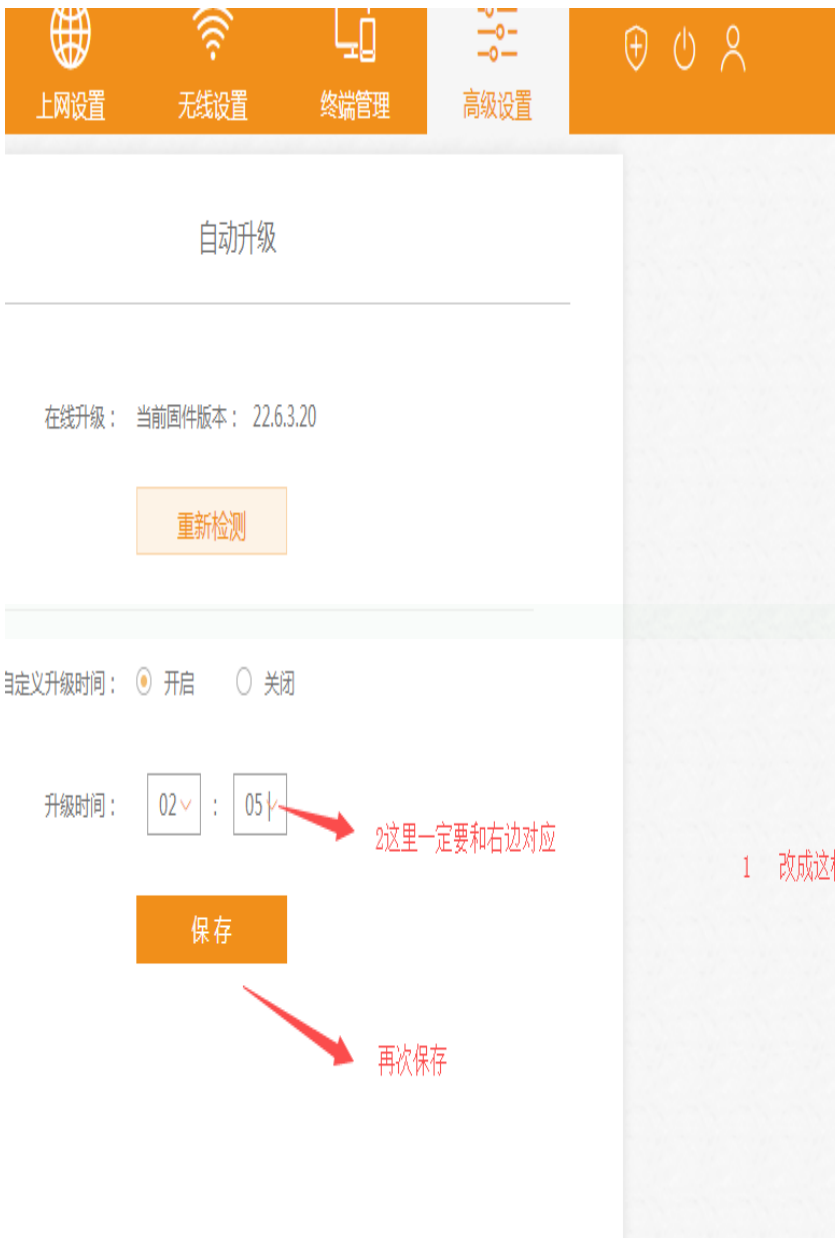 上网设置 无线设置 终端管理 高级设置
自动升级
在线升级： 当前固件版本： 22.6.3.20
重新检测
自定义升级时间： 开启 关闭
升级时间： 02 : 05
2这里一定要和右边对应
1 改成这
保存
再次保存